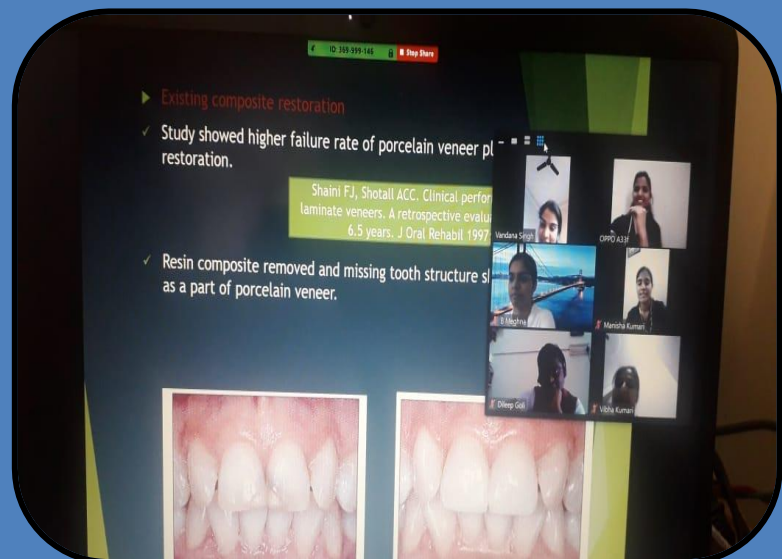 ID: 369-999-146
Stop Share
Existing composite restoration
Study showed higher failure rate of porcelain veneer pl
restoration.
Shaini FJ, Shotall ACC. Clinical perfor
laminate veneers. A retrospective evalu
6.5 years. J Oral Rehabil 1997
Resin composite removed and missing tooth structure s
as a part of porcelain veneer.
Vandana Singh
OPPO A33f
B Meghna
Manisha Kumari
Dileep Goli
Vibha Kumari